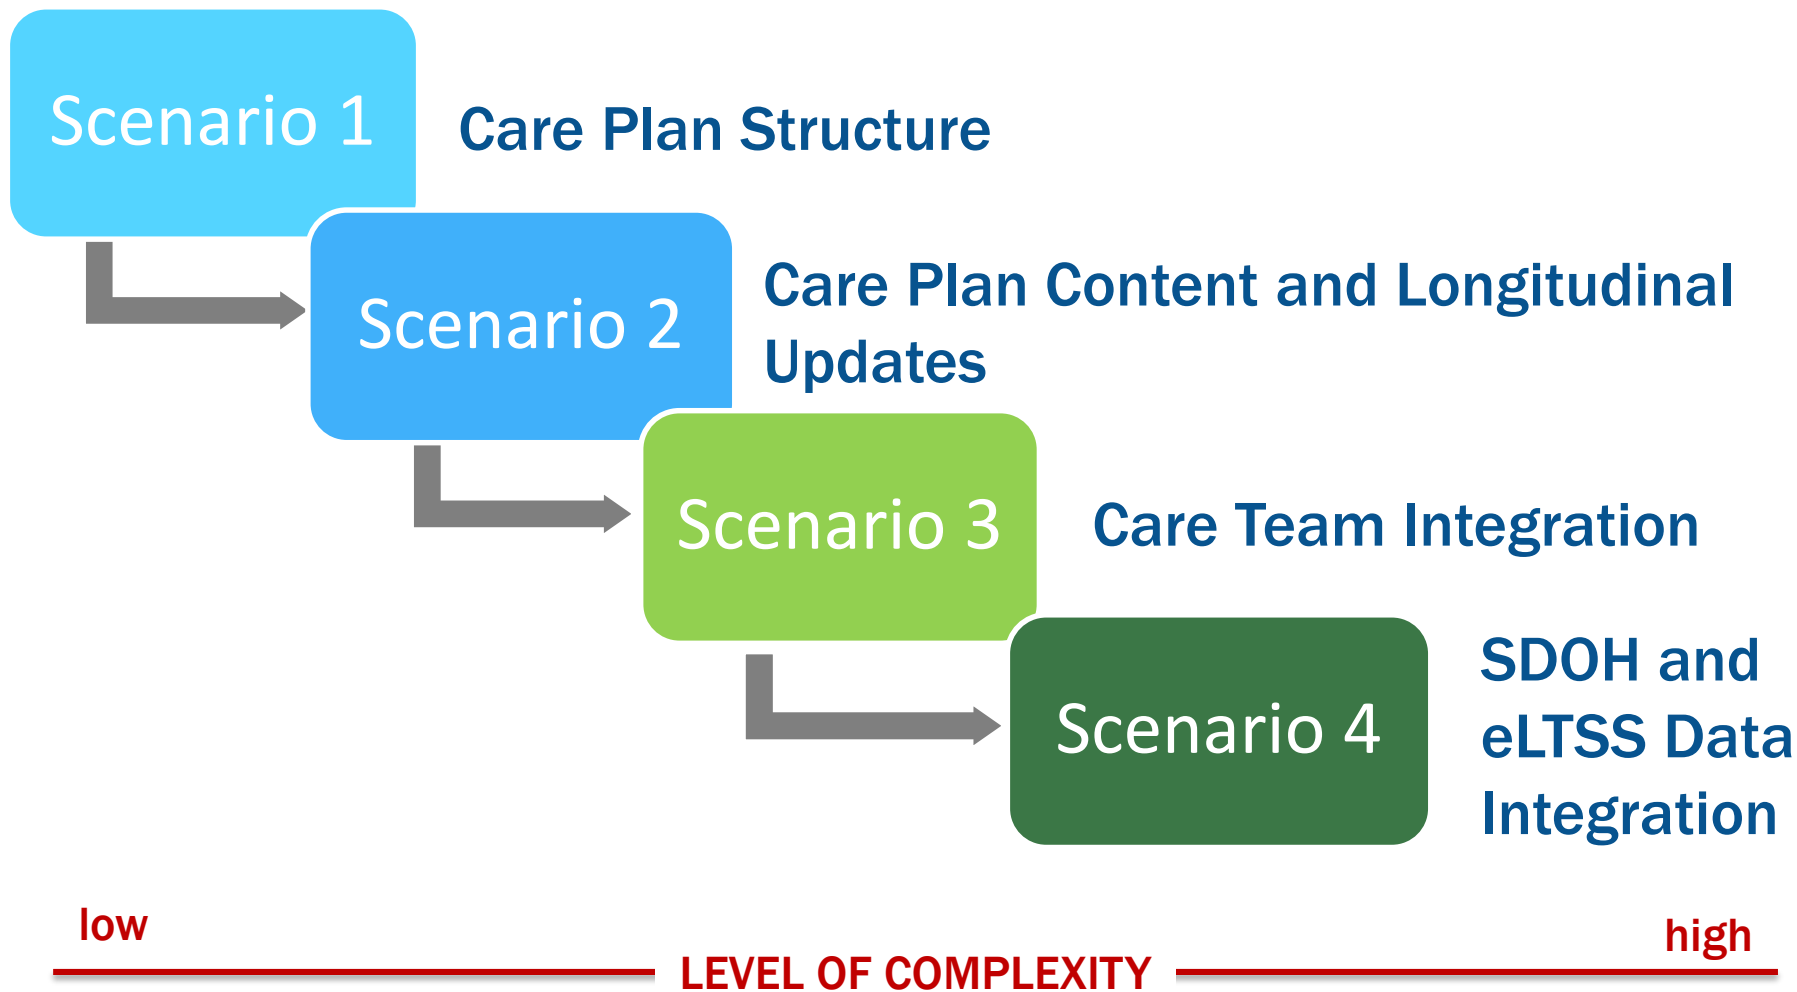 Scenario 1
Care Plan Structure
Scenario 2
Care Plan Content and Longitudinal
Updates
Scenario 3
Care Team Integration
Scenario 4
SDOH and
eLTSS Data
Integration
low
high
LEVEL OF COMPLEXITY